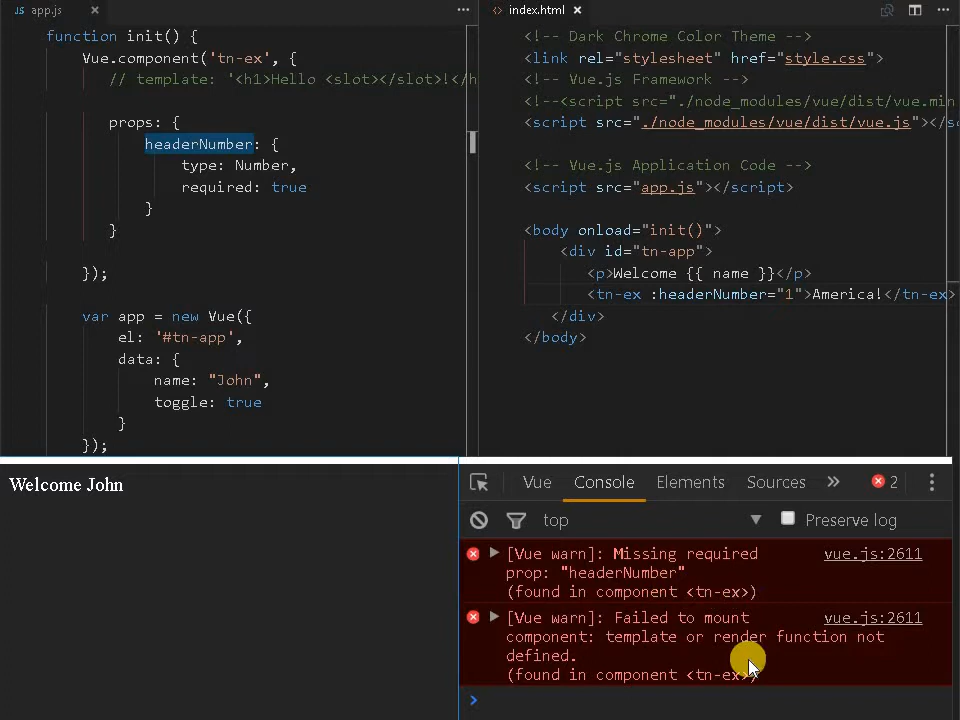 app.js
function init() {
Vue.component('tn-ex', {
// template: '<h1>Hello <slot></slot>!</h
props: {
headerNumber: {
type: Number,
required: true
}
}
});
var app = new Vue({
el: '#tn-app',
data: {
name: "John",
toggle: true
}
});
index.html
<!-- Dark Chrome Color Theme -->
<link rel="stylesheet" href="style.css">
<!-- Vue.js Framework -->
<!--<script src="./node_modules/vue/dist/vue.min
<script src="./node_modules/vue/dist/vue.js"></s
<!-- Vue.js Application Code -->
<script src="app.js"></script>
<body onload="init()">
<div id="tn-app">
<p>Welcome {{ name }}</p>
<tn-ex :headerNumber="1">America!</tn-ex>
</div>
</body>
Welcome John
Vue Console Elements Sources » 2
top Preserve log
[Vue warn]: Missing required vue.js:2611
prop: "headerNumber"
(found in component <tn-ex>)
[Vue warn]: Failed to mount vue.js:2611
component: template or render function not
defined.
(found in component <tn-ex>)